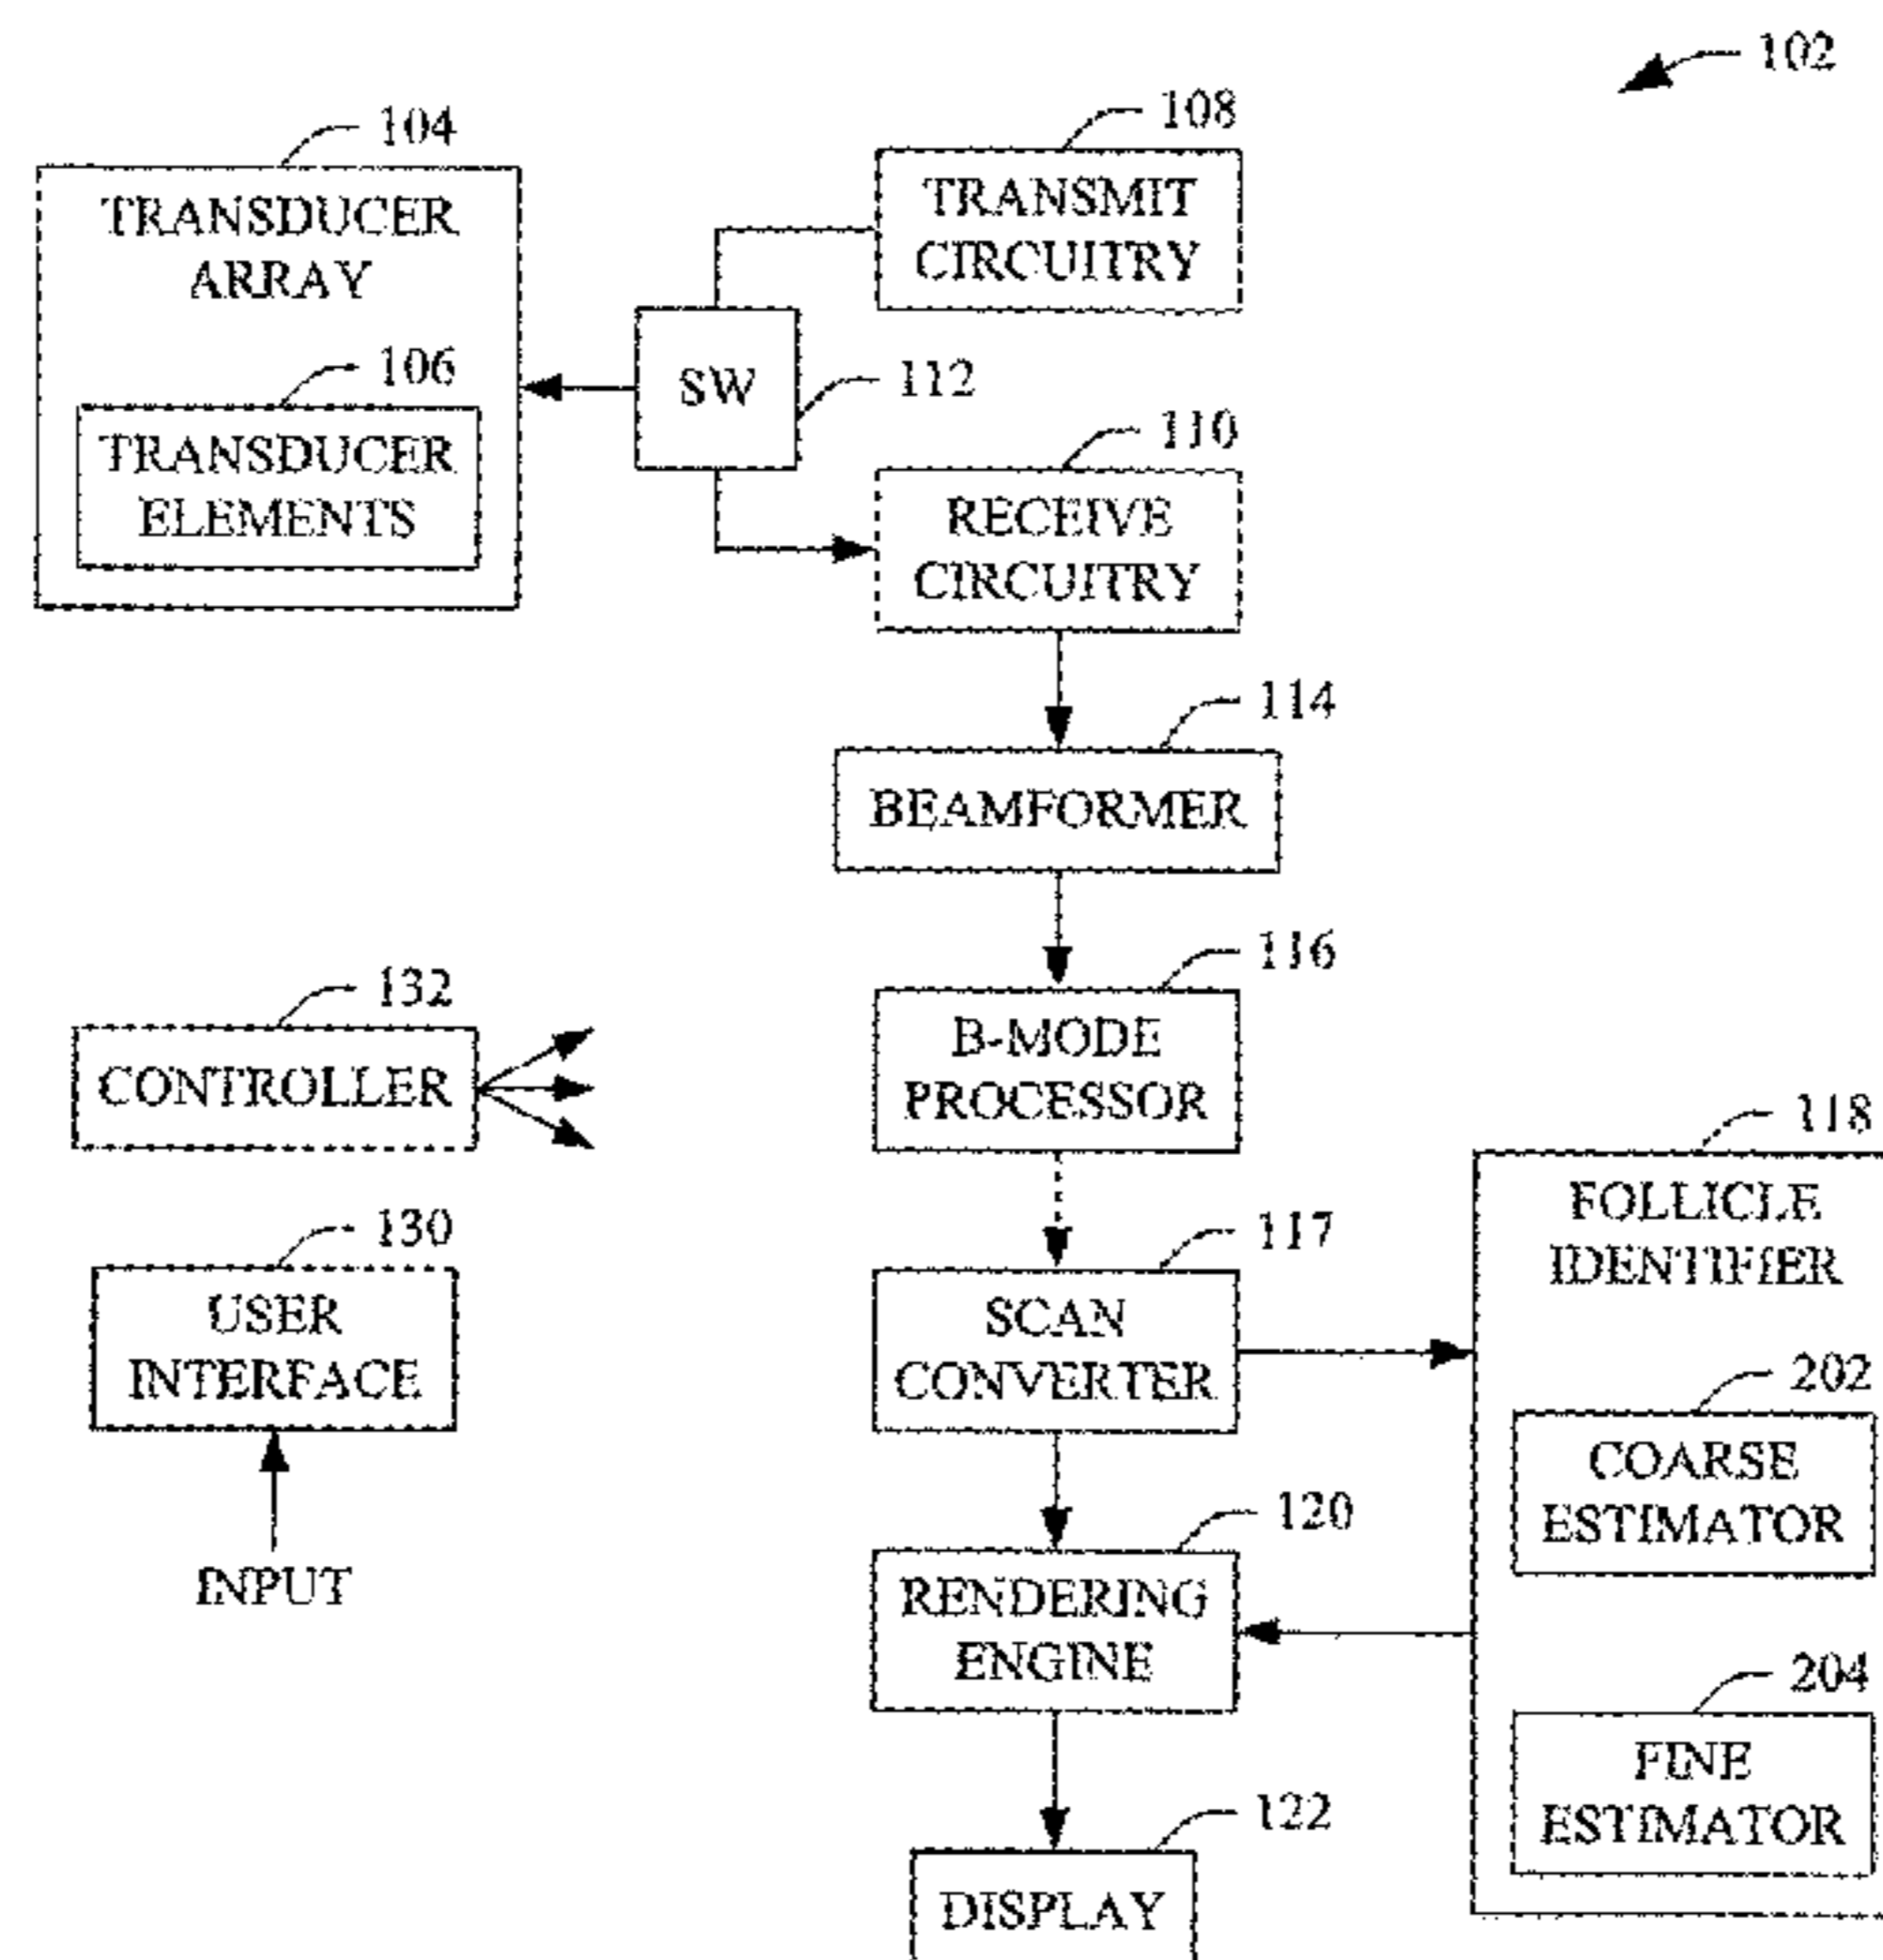 102
104
TRANSDUCER
ARRAY
106
TRANSDUCER
ELEMENTS
108
TRANSMIT
CIRCUITRY
SW
112
110
RECEIVE
CIRCUITRY
114
BEAMFORMER
116
B-MODE
PROCESSOR
132
CONTROLLER
130
USER
INTERFACE
INPUT
117
SCAN
CONVERTER
118
FOLLICLE
IDENTIFIER
202
COARSE
ESTIMATOR
120
RENDERING
ENGINE
204
FINE
ESTIMATOR
122
DISPLAY